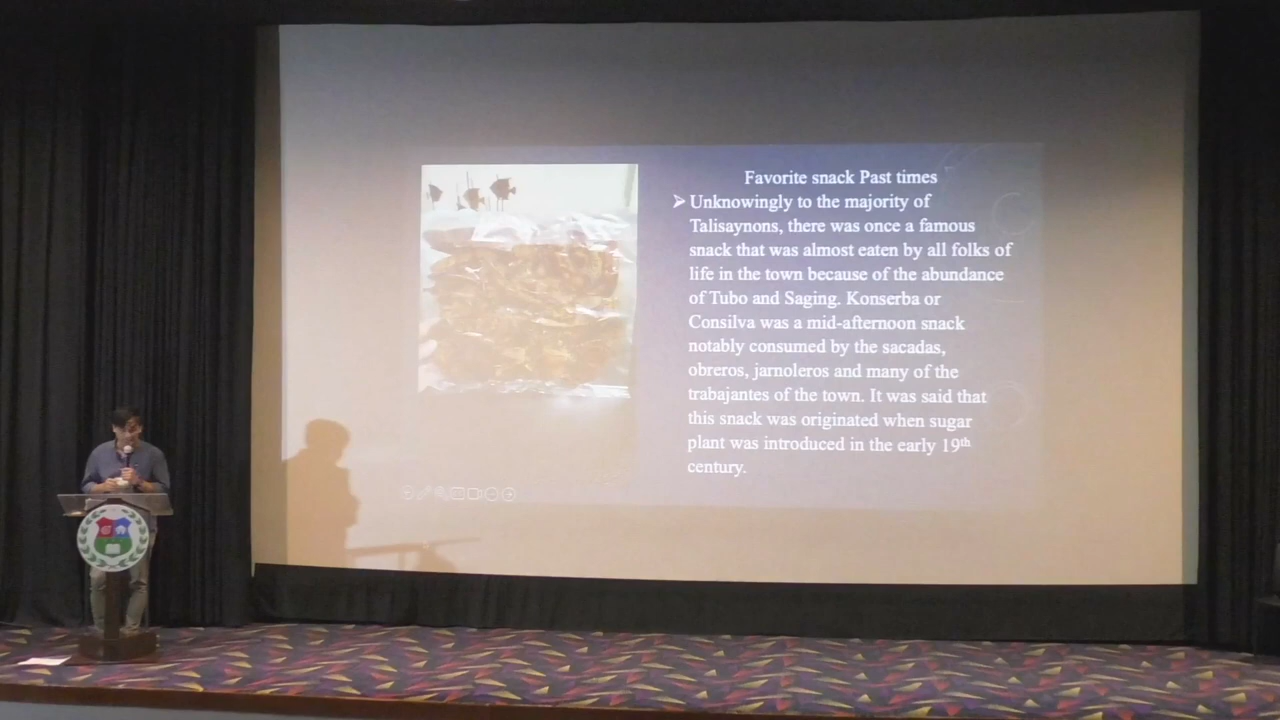 Favorite snack Past times
➢ Unknowingly to the majority of
Talisaynons, there was once a famous
snack that was almost eaten by all folks of
life in the town because of the abundance
of Tubo and Saging. Konserba or
Consilva was a mid-afternoon snack
notably consumed by the sacadas,
obreros, jarnoleros and many of the
trabajantes of the town. It was said that
this snack was originated when sugar
plant was introduced in the early 19th
century.